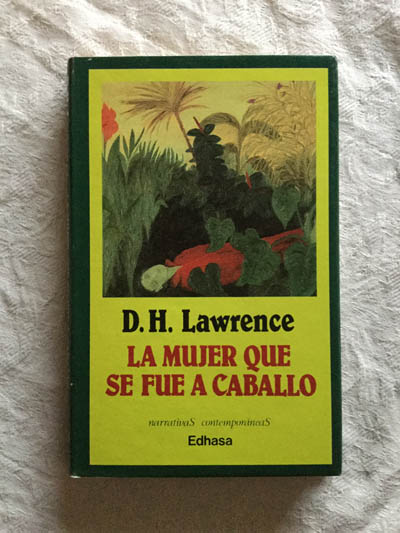 D.H. Lawrence
LA MUJER QUE
SE FUE A CABALLO
narrativaS contemporáneaS
Edhasa